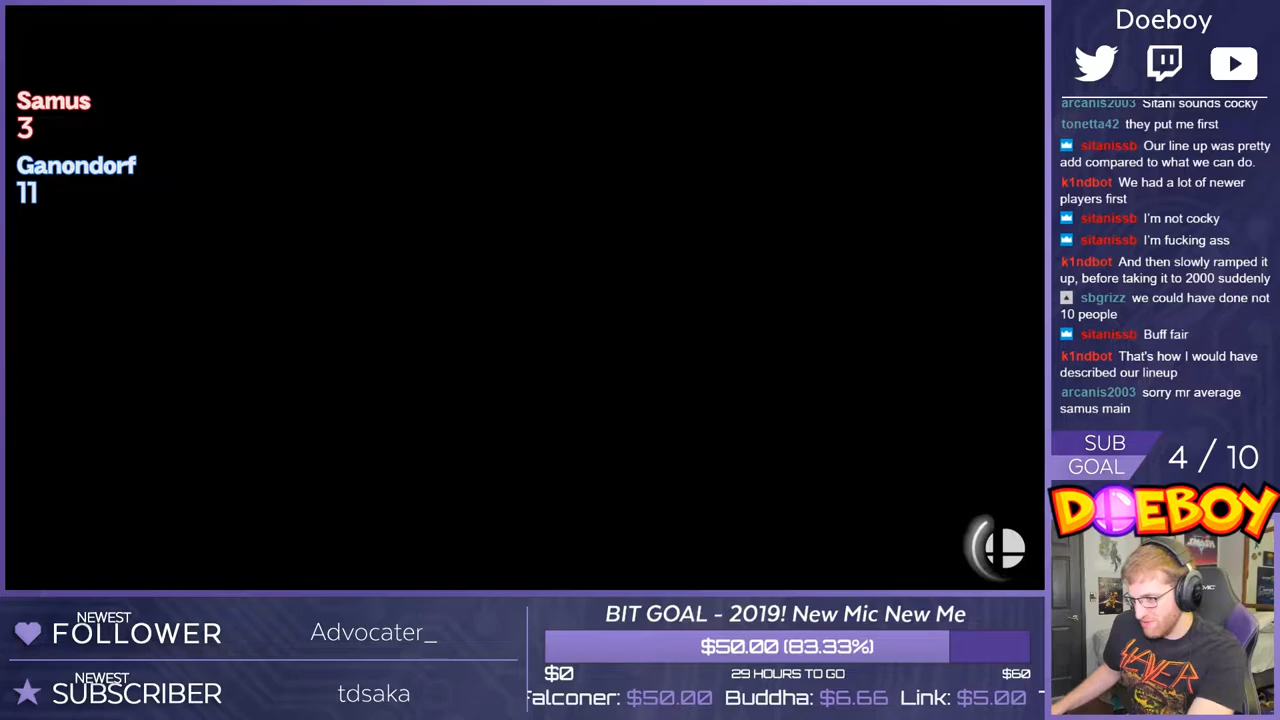 Samus
3
Ganondorf
11
Doeboy
arcanis2003 Sitani sounds cocky
tonetta42 they put me first
sitanissb Our line up was pretty
add compared to what we can do.
k1ndbot We had a lot of newer
players first
sitanissb I'm not cocky
sitanissb I'm fucking ass
k1ndbot And then slowly ramped it
up, before taking it to 2000 suddenly
sbgrizz we could have done not
10 people
sitanissb Buff fair
k1ndbot That's how I would have
described our lineup
arcanis2003 sorry mr average
samus main
SUB
GOAL 4 / 10
DOEBOY
SLAYER
NEWEST
FOLLOWER Advocater_
NEWEST
SUBSCRIBER tdsaka
BIT GOAL - 2019! New Mic New Me
$50.00 (83.33%)
$0 29 HOURS TO GO $60
Falconer: $50.00 Buddha: $6.66 Link: $5.00